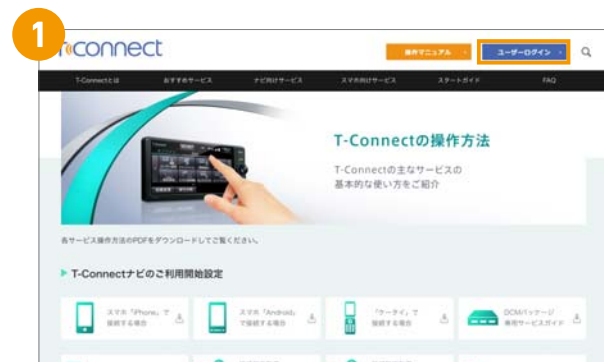 1
T-Connect
操作マニュアル
ユーザーログイン
T-Connectとは
おすすめサービス
ナビ向けサービス
スマホ向けサービス
スタートガイド
FAQ
T-Connectの操作方法
T-Connectの主なサービスの
基本的な使い方をご紹介
各サービス操作方法のPDFをダウンロードしてご覧ください。
T-Connectナビのご利用開始設定
スマホ「iPhone」で
接続する場合
スマホ「Android」
で接続する場合
「ケータイ」で
接続する場合
DCMパッケージ
専用サービスガイド